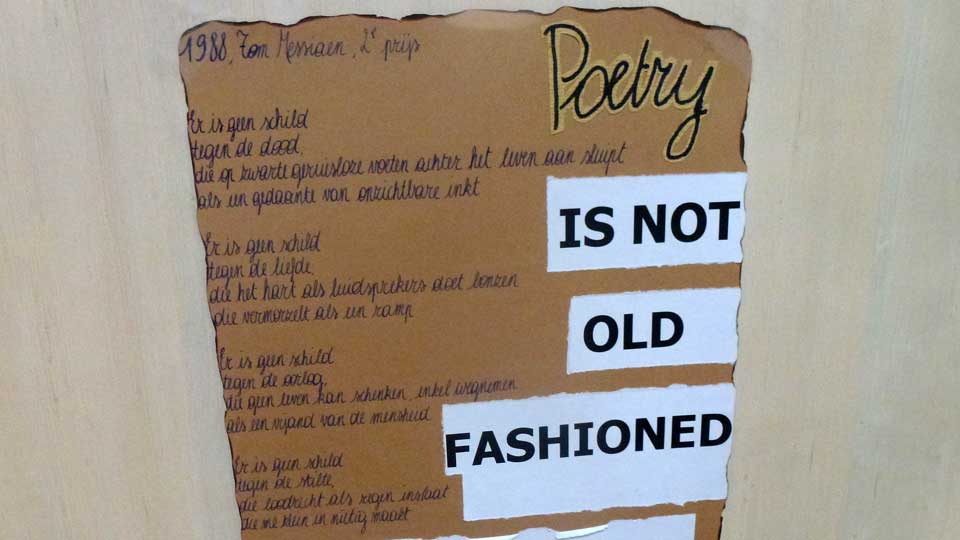 1988, Tom Messiaen, 2e prijs
Poetry
IS NOT
OLD
FASHIONED
Er is geen schild
tegen de dood,
die op zwarte geruisloze voeten achter het leven aan sluipt
als een gedaante van onzichtbare inkt
Er is geen schild
tegen de liefde,
die het hart als luidsprekers doet bonzen
die vermorzelt als een ramp
Er is geen schild
tegen de oorlog,
die geen leven kan schenken, enkel wegnemen
als een vijand van de mensheid
Er is geen schild
tegen de stilte,
die loodrecht als regen inslaat
die me klein en nietig maakt